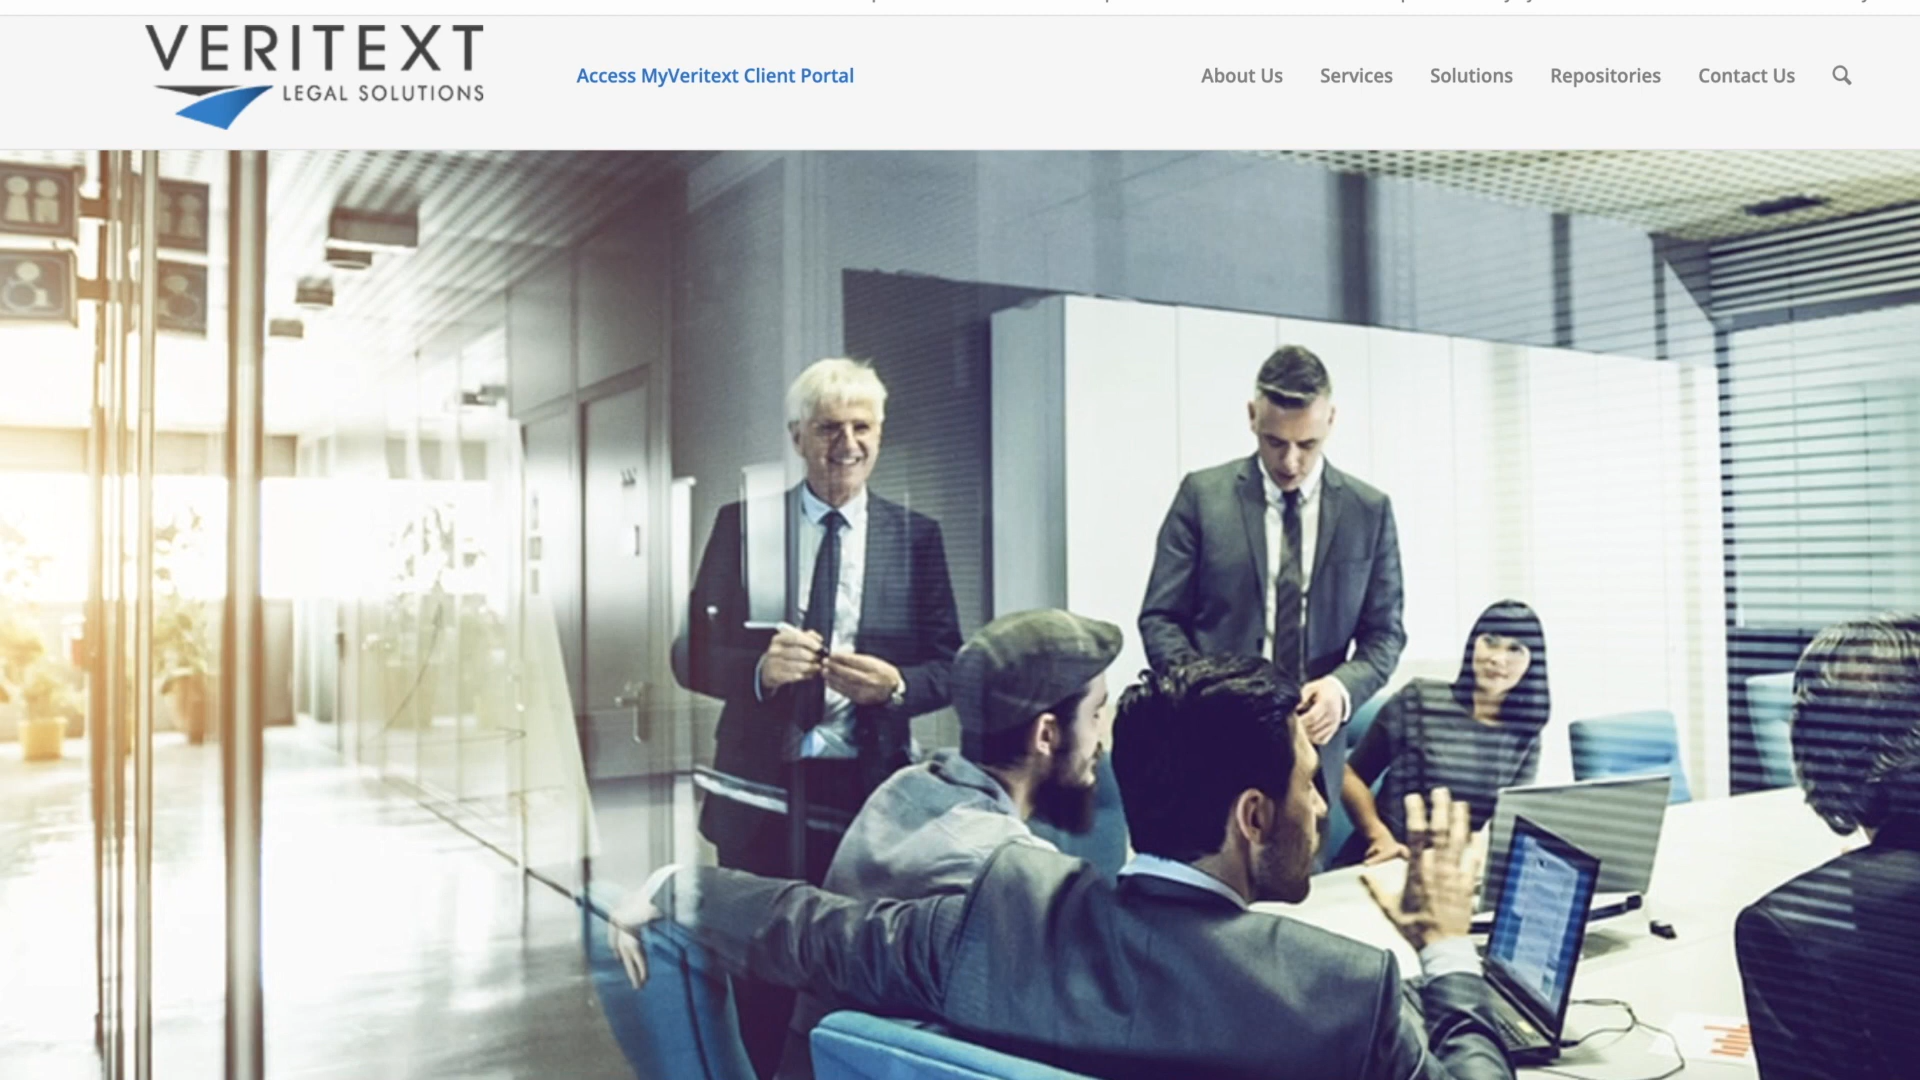 VERITEXT
LEGAL SOLUTIONS
Access MyVeritext Client Portal
About Us
Services
Solutions
Repositories
Contact Us